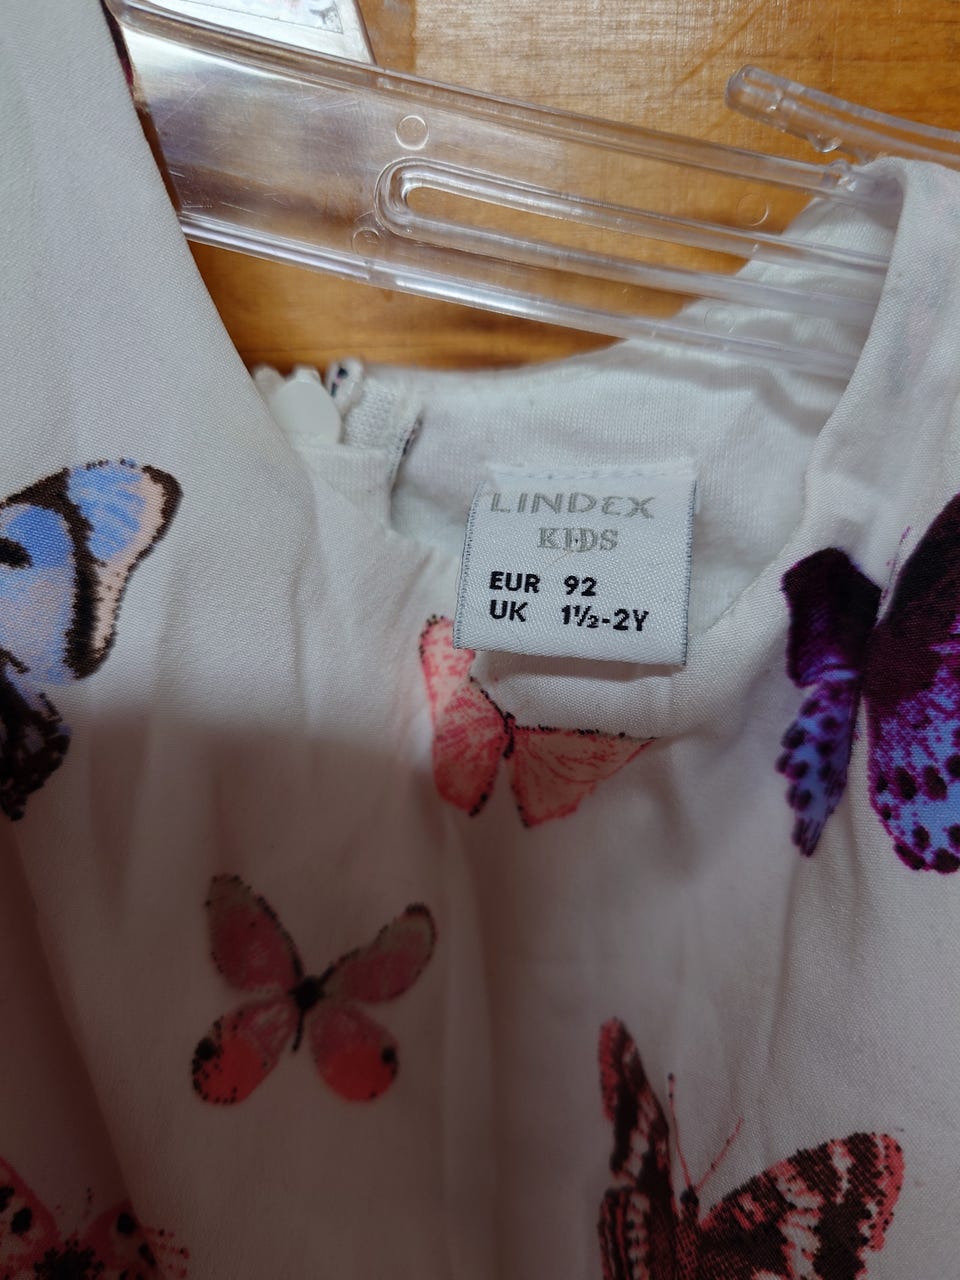 LINDEX
KIDS
EUR 92
UK 1½-2Y